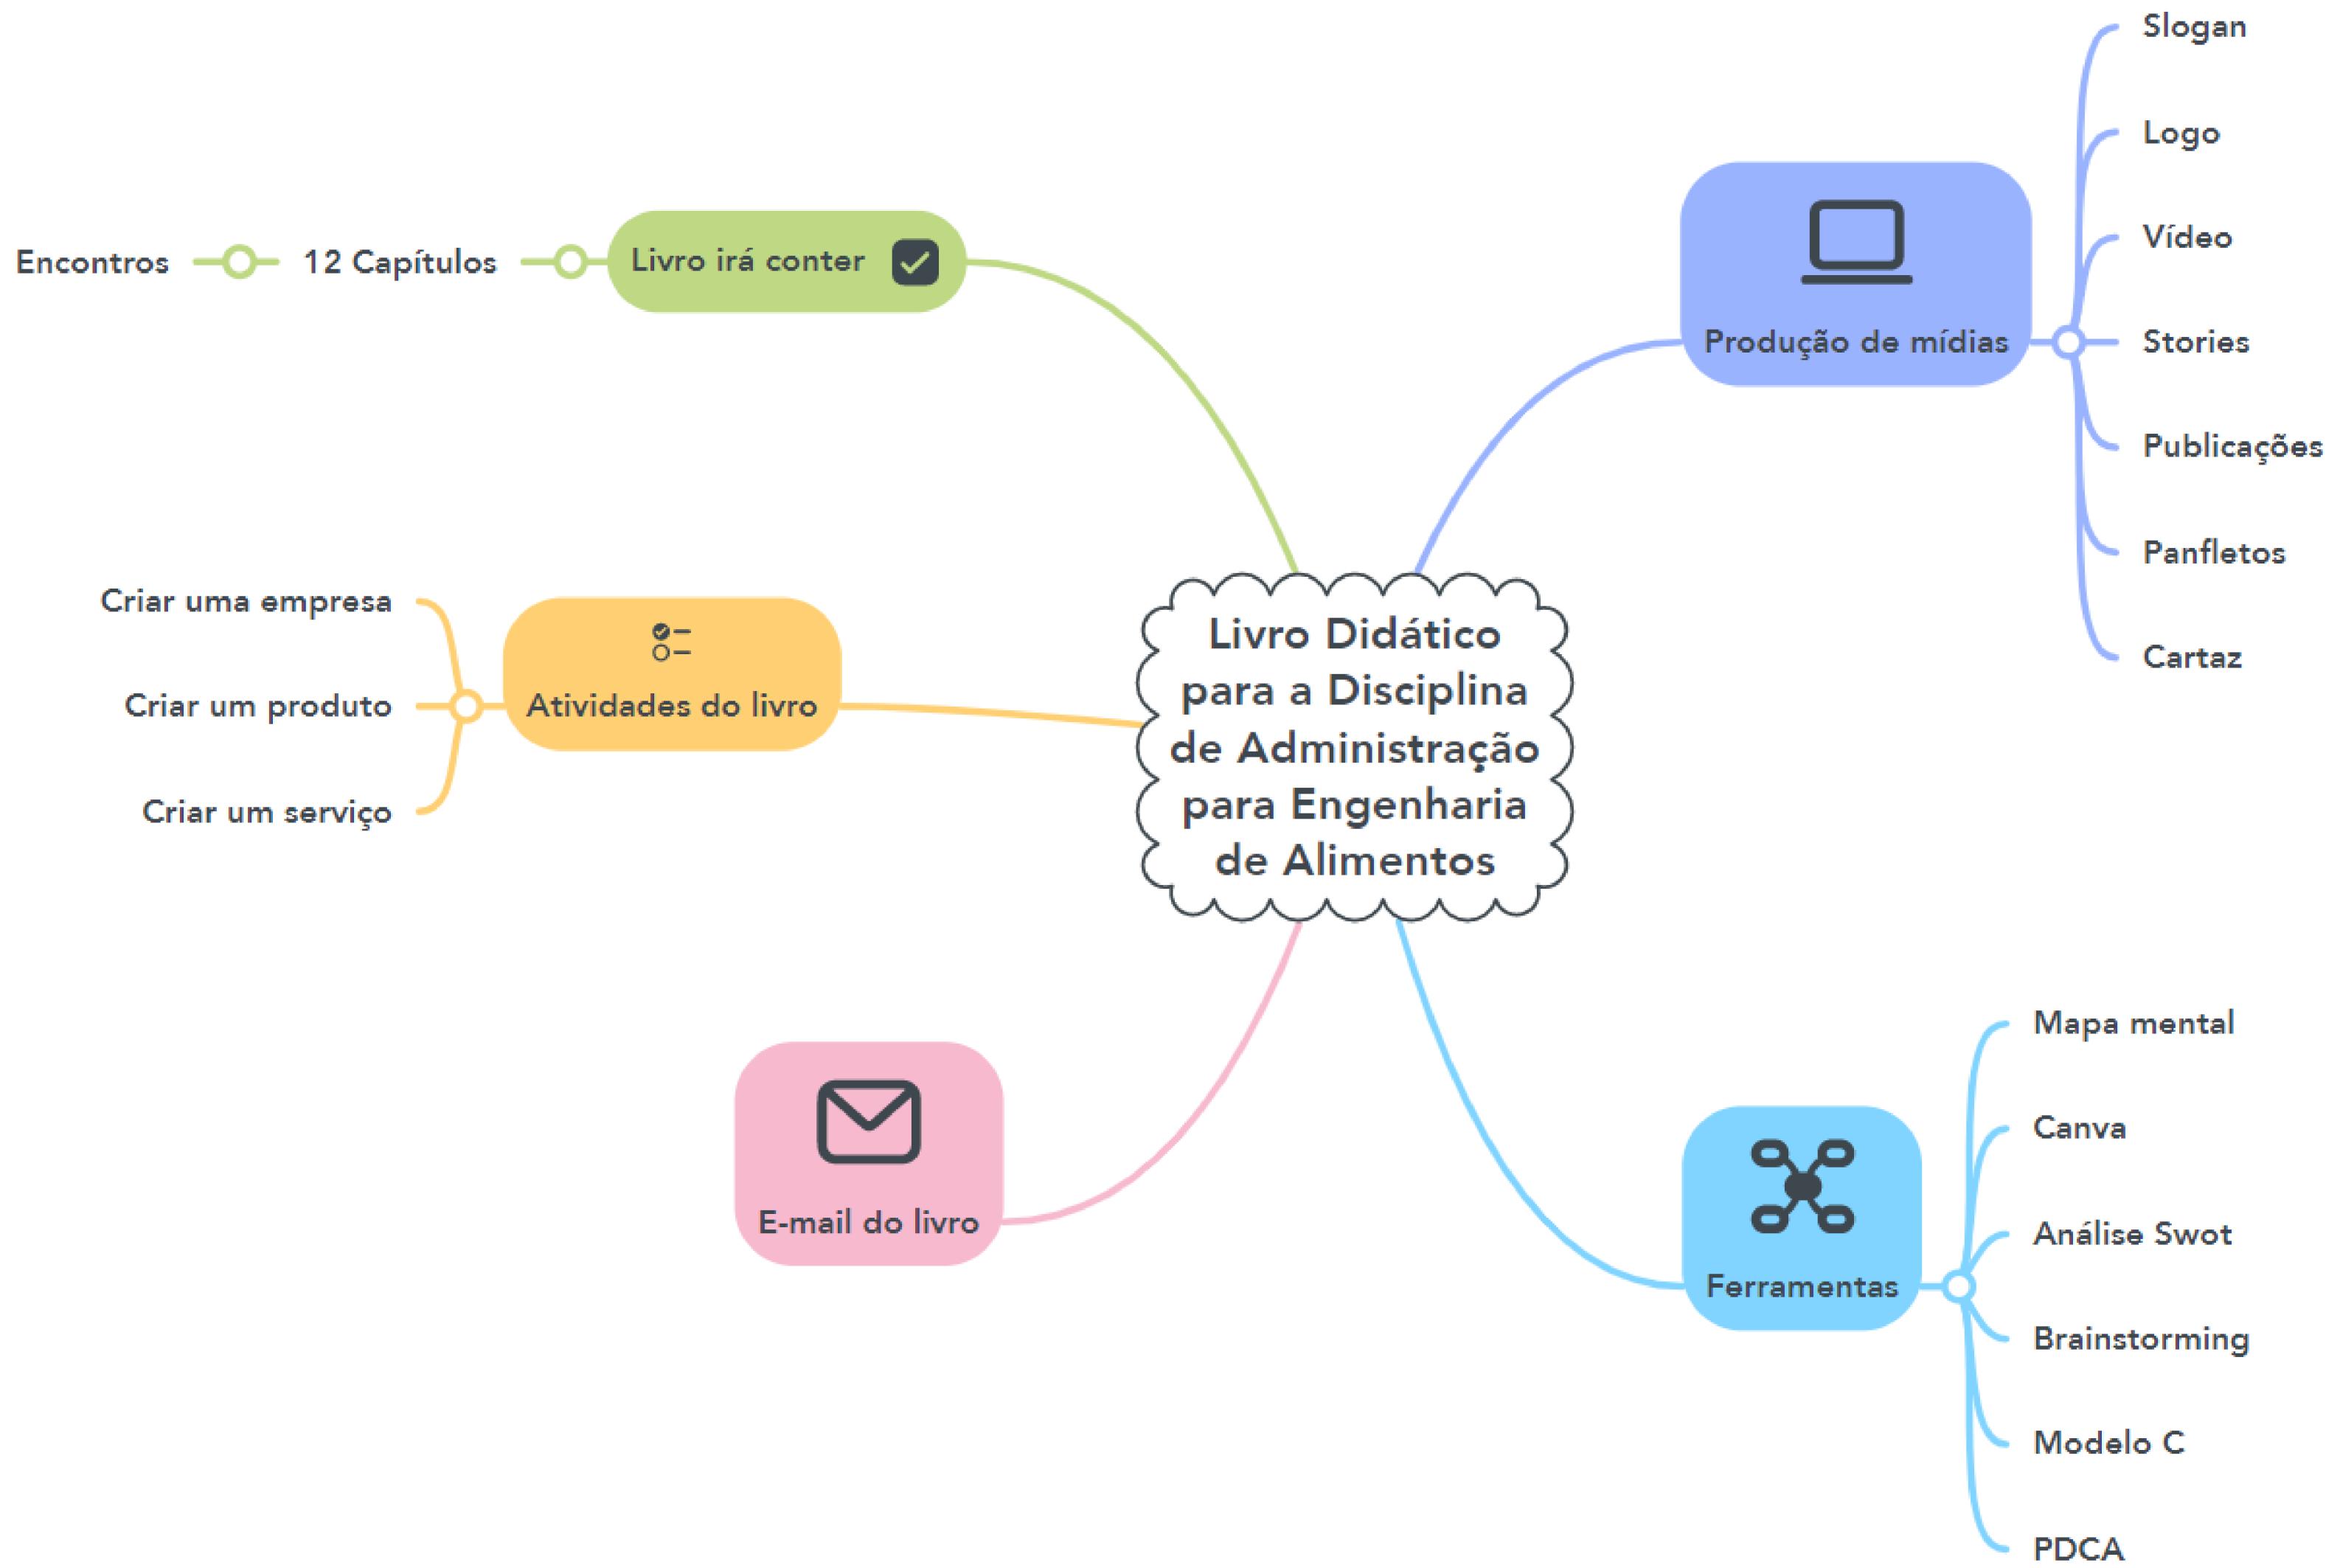 Livro Didático
para a Disciplina
de Administração
para Engenharia
de Alimentos
Livro irá conter
12 Capítulos
Encontros
Atividades do livro
Criar uma empresa
Criar um produto
Criar um serviço
E-mail do livro
Produção de mídias
Slogan
Logo
Vídeo
Stories
Publicações
Panfletos
Cartaz
Ferramentas
Mapa mental
Canva
Análise Swot
Brainstorming
Modelo C
PDCA